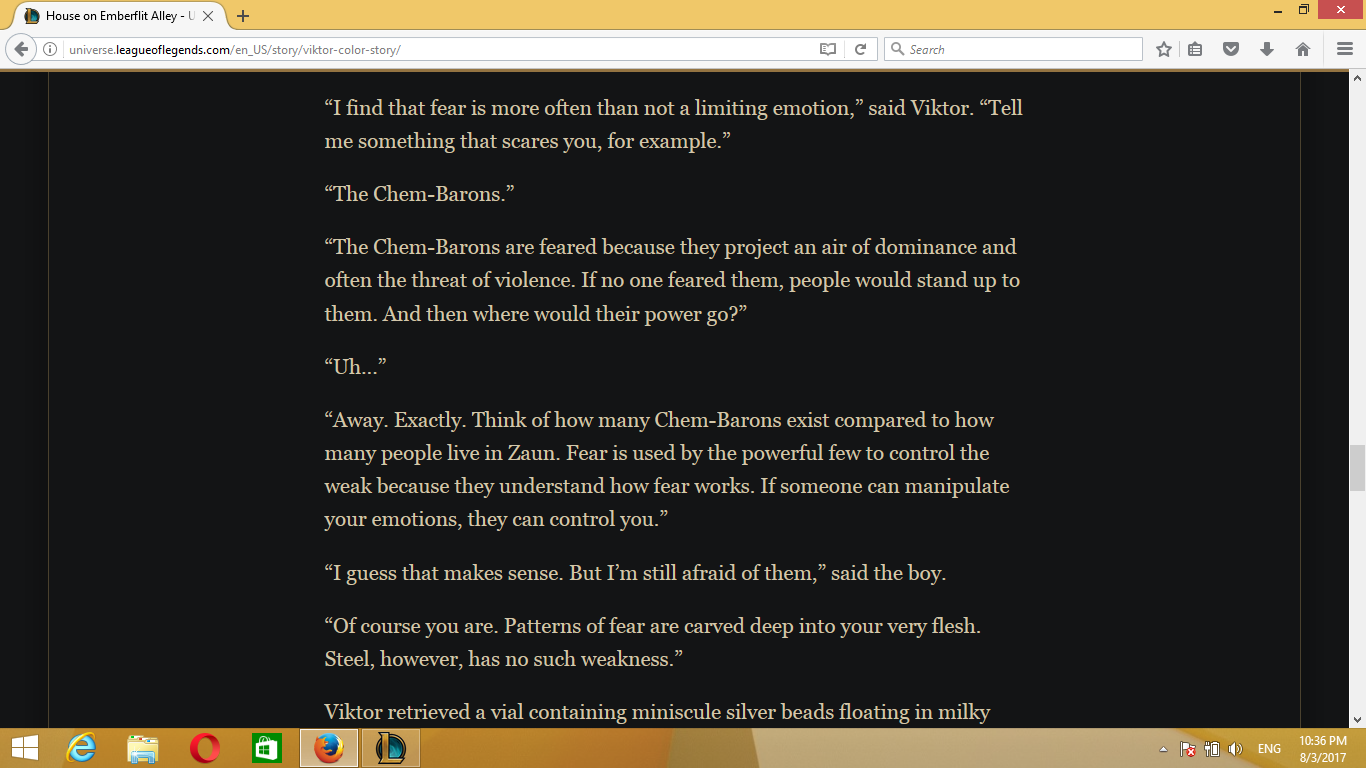 House on Emberflit Alley - U
universe.leagueoflegends.com/en_US/story/viktor-color-story/
Search
“I find that fear is more often than not a limiting emotion,” said Viktor. “Tell
me something that scares you, for example.”
“The Chem-Barons.”
“The Chem-Barons are feared because they project an air of dominance and
often the threat of violence. If no one feared them, people would stand up to
them. And then where would their power go?”
“Uh…”
“Away. Exactly. Think of how many Chem-Barons exist compared to how
many people live in Zaun. Fear is used by the powerful few to control the
weak because they understand how fear works. If someone can manipulate
your emotions, they can control you.”
“I guess that makes sense. But I’m still afraid of them,” said the boy.
“Of course you are. Patterns of fear are carved deep into your very flesh.
Steel, however, has no such weakness.”
Viktor retrieved a vial containing miniscule silver beads floating in milky
ENG
10:36 PM
8/3/2017